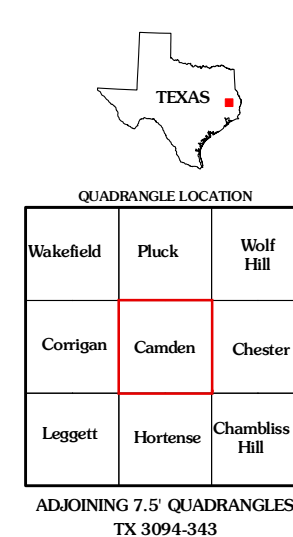 TEXAS
QUADRANGLE LOCATION
Wakefield Pluck Wolf Hill
Corrigan Camden Chester
Leggett Hortense Chambliss Hill
ADJOINING 7.5' QUADRANGLES
TX 3094-343